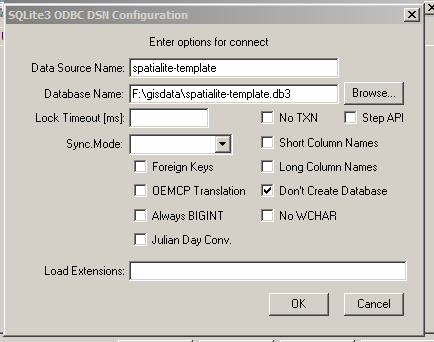 SQLite3 ODBC DSN Configuration
Enter options for connect
Data Source Name: spatialite-template
Database Name: F:\gisdata\spatialite-template.db3 Browse...
Lock Timeout [ms]: No TXN Step API
Sync.Mode: Short Column Names
Foreign Keys Long Column Names
OEMCP Translation Don't Create Database
Always BIGINT No WCHAR
Julian Day Conv.
Load Extensions:
OK Cancel